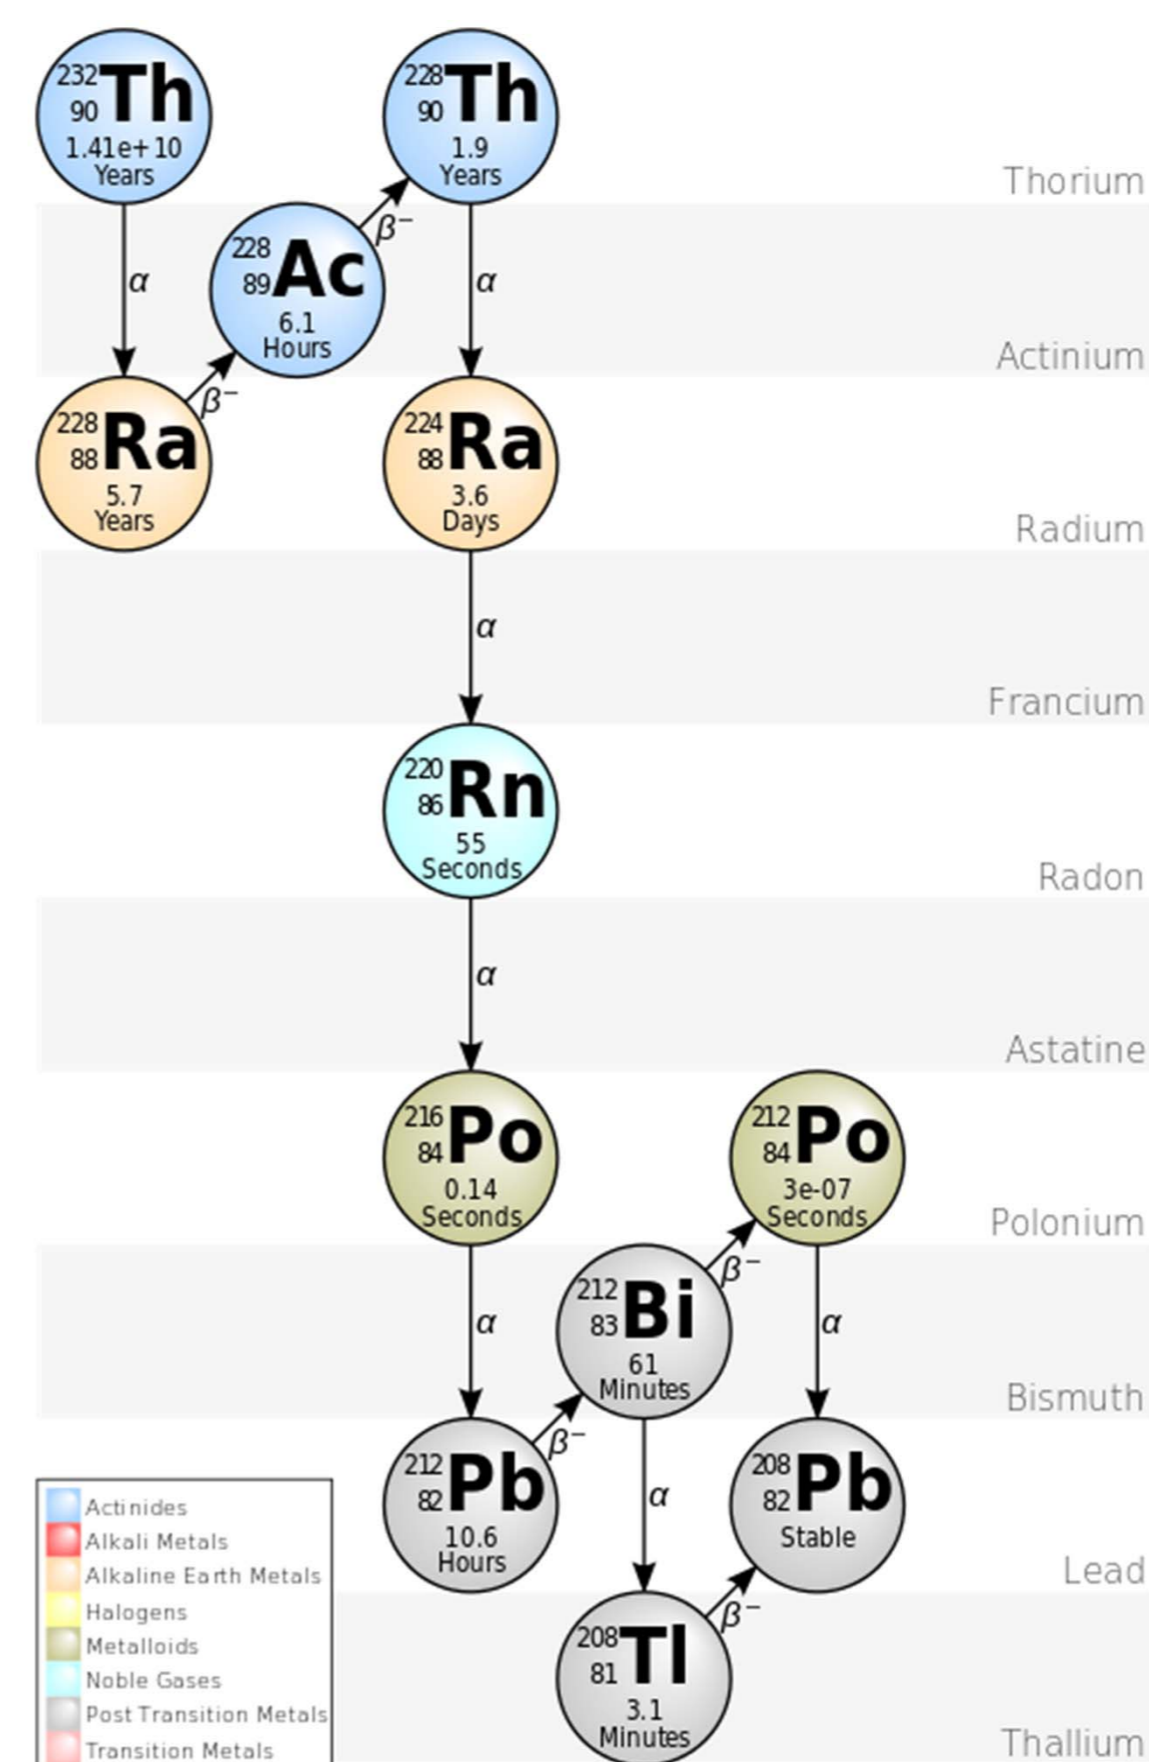 232
90 Th
1.41e+10
Years
228
90 Th
1.9
Years
Thorium
α
β−
228
89 Ac
6.1
Hours
α
Actinium
β−
228
88 Ra
5.7
Years
224
88 Ra
3.6
Days
Radium
α
Francium
220
86 Rn
55
Seconds
Radon
α
Astatine
216
84 Po
0.14
Seconds
212
84 Po
3e-07
Seconds
Polonium
α
β−
212
83 Bi
61
Minutes
α
Bismuth
β−
212
82 Pb
10.6
Hours
α
208
82 Pb
Stable
Lead
β−
208
81 Tl
3.1
Minutes
Thallium
Actinides
Alkali Metals
Alkaline Earth Metals
Halogens
Metalloids
Noble Gases
Post Transition Metals
Transition Metals